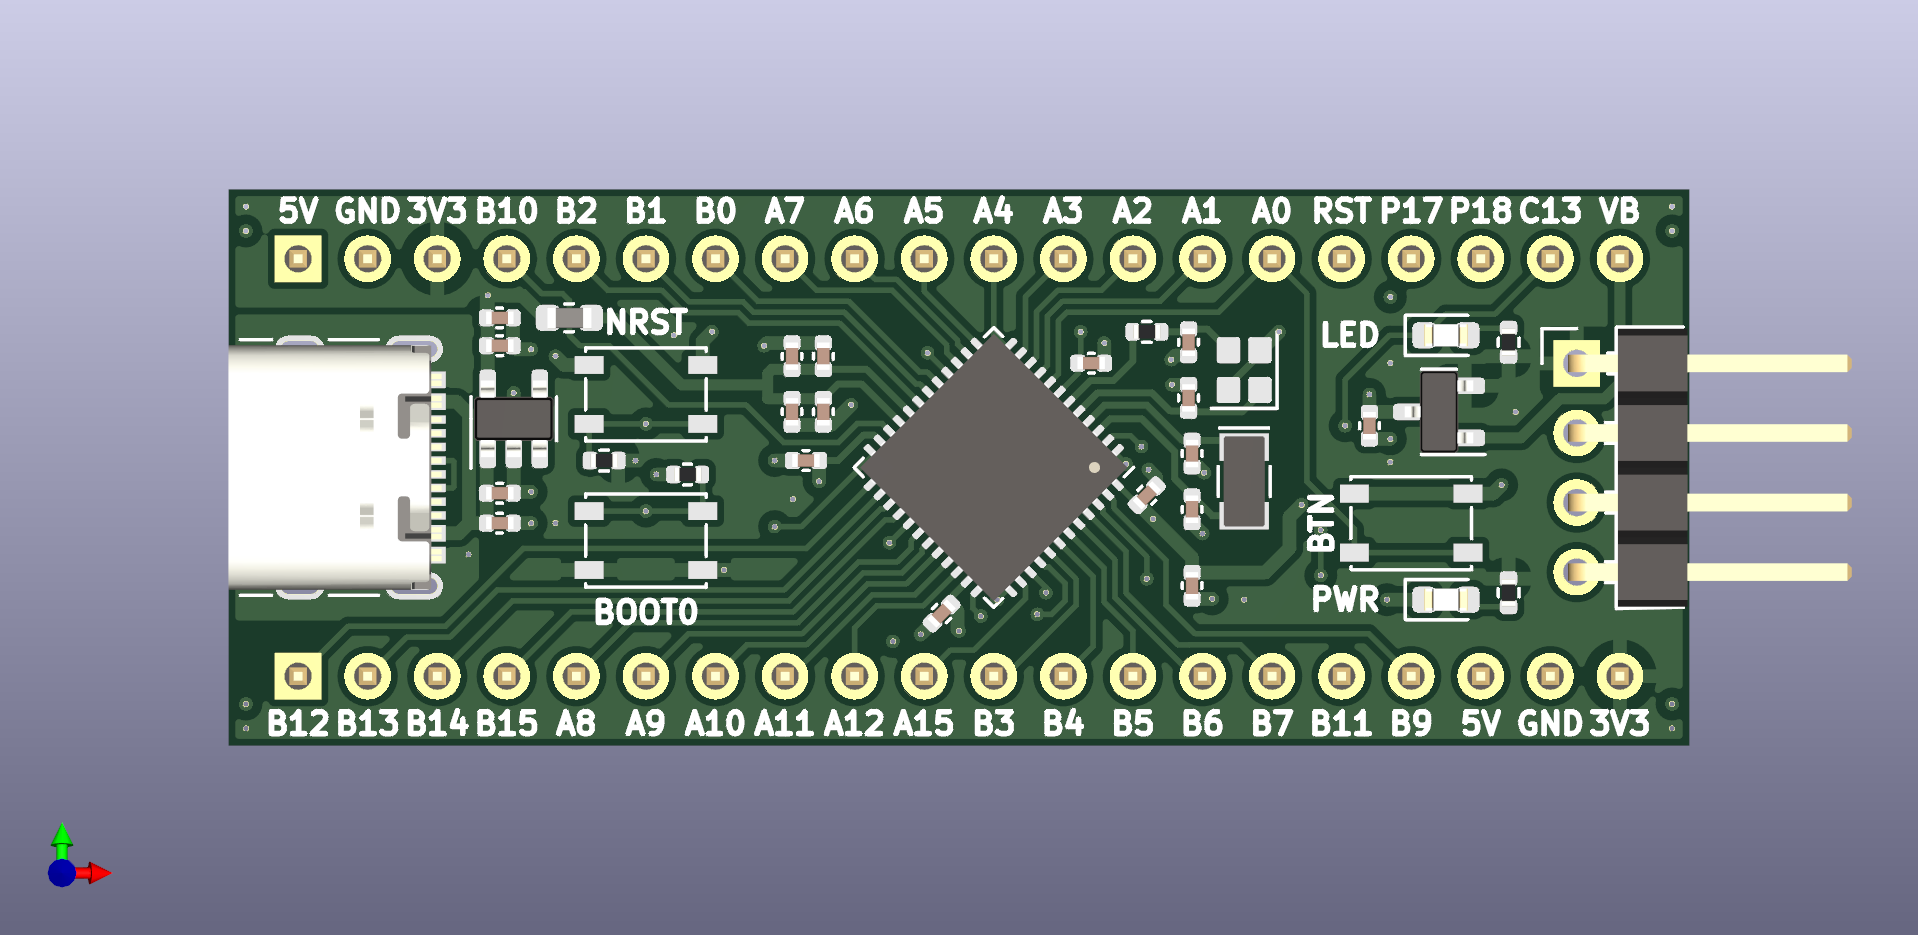 5V GND 3V3 B10 B2 B1 B0 A7 A6 A5 A4 A3 A2 A1 A0 RST P17 P18 C13 VB
NRST
LED
BTN
PWR
BOOT0
B12 B13 B14 B15 A8 A9 A10 A11 A12 A15 B3 B4 B5 B6 B7 B11 B9 5V GND 3V3